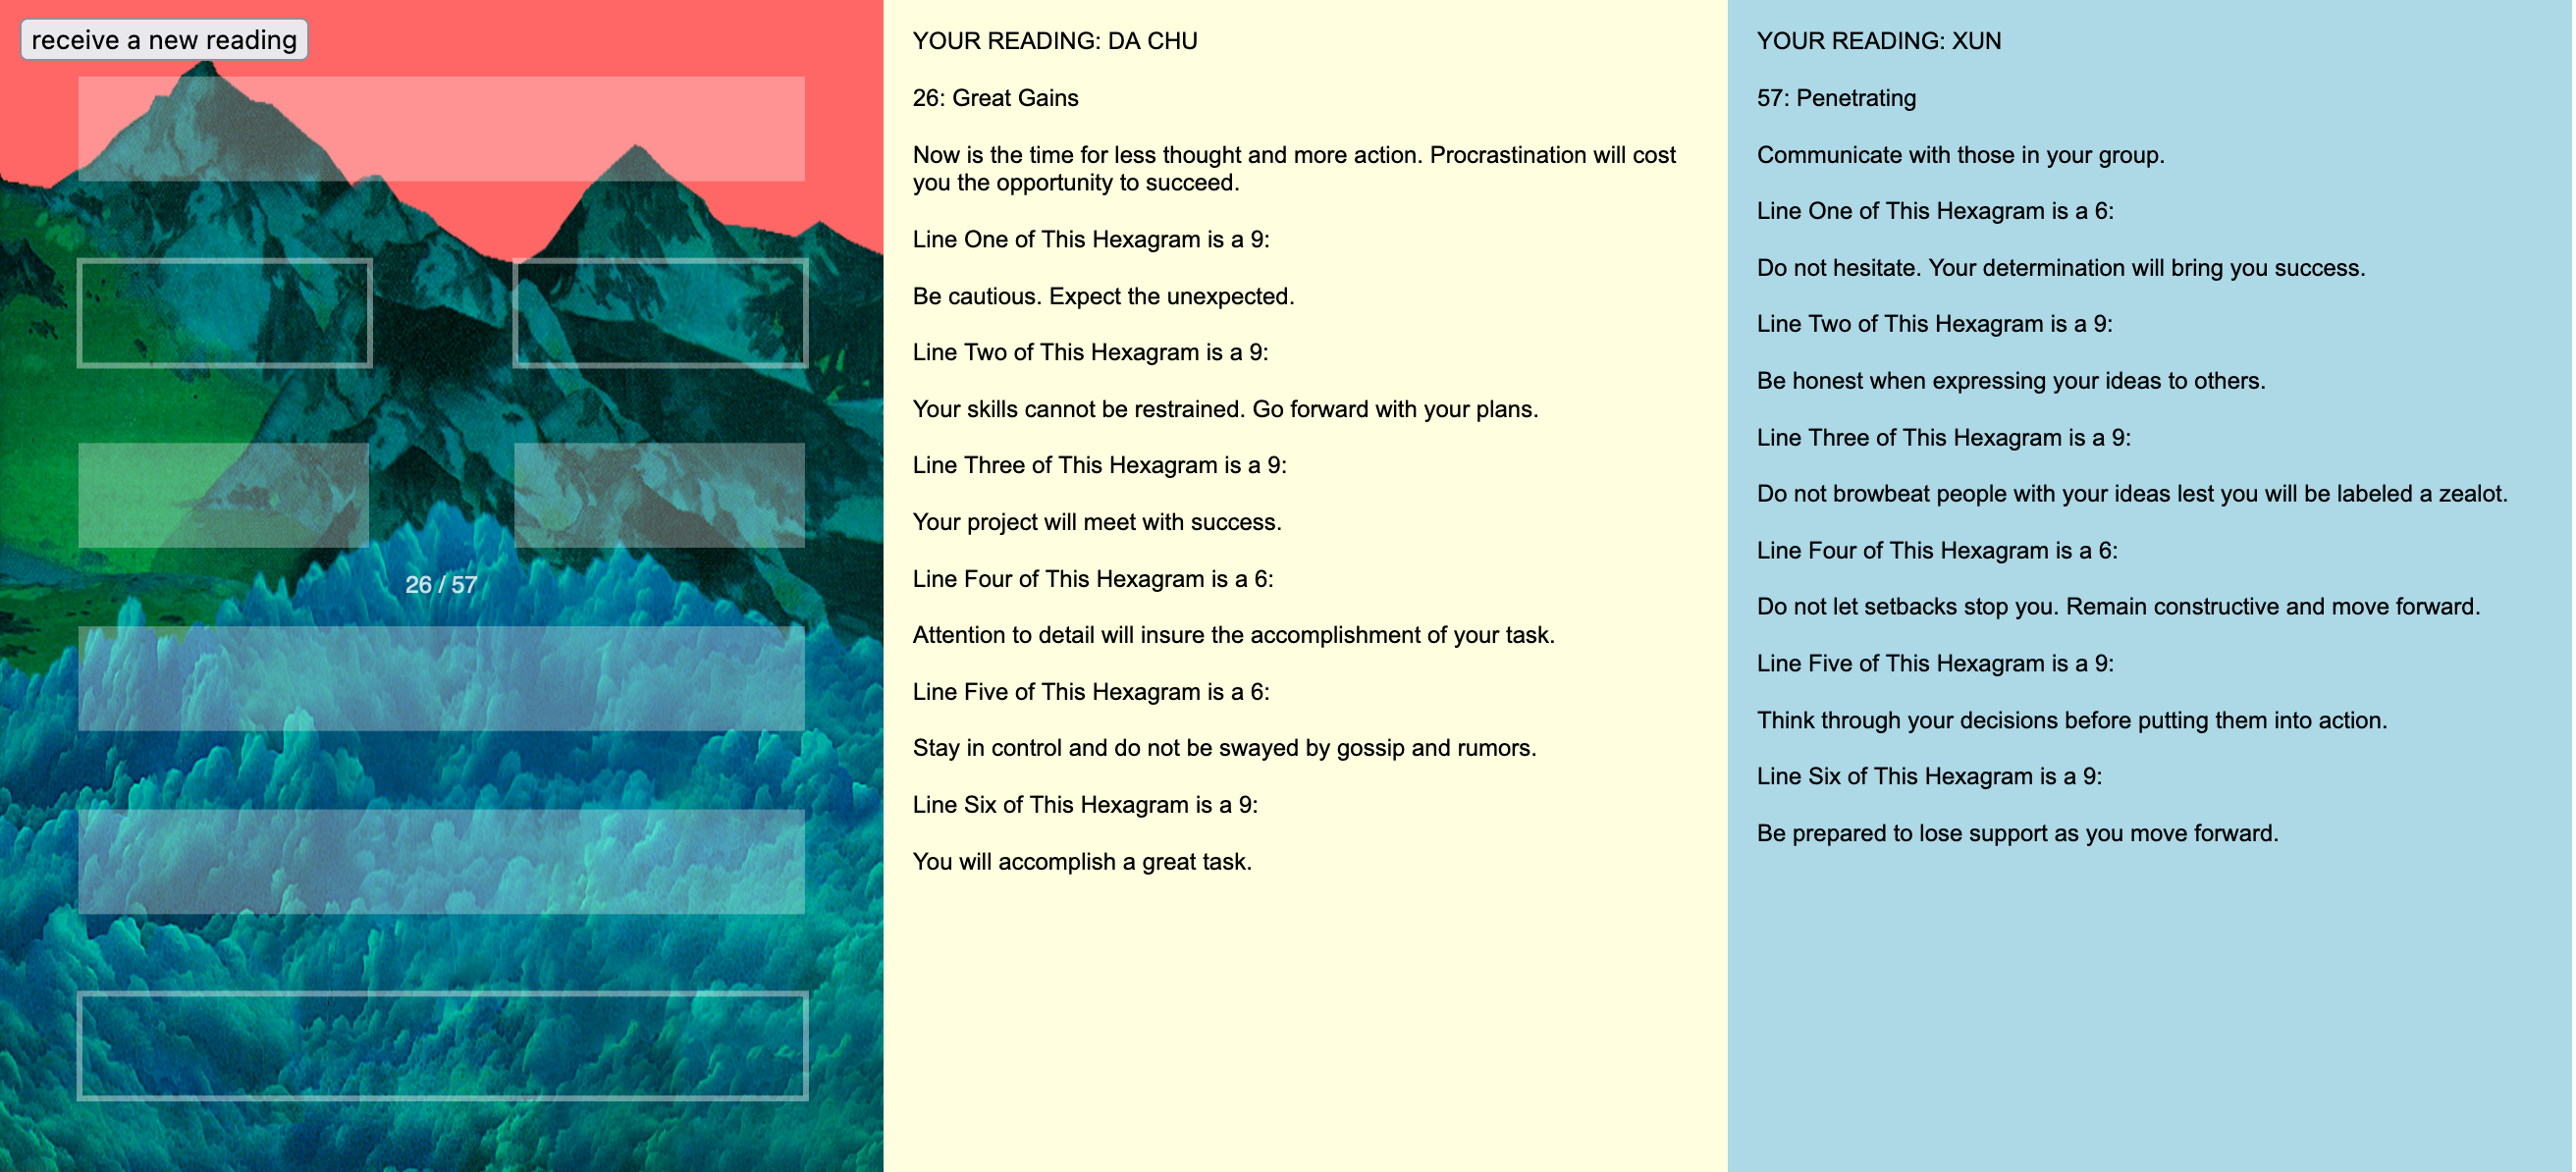 receive a new reading
26 / 57
YOUR READING: DA CHU
26: Great Gains
Now is the time for less thought and more action. Procrastination will cost
you the opportunity to succeed.
Line One of This Hexagram is a 9:
Be cautious. Expect the unexpected.
Line Two of This Hexagram is a 9:
Your skills cannot be restrained. Go forward with your plans.
Line Three of This Hexagram is a 9:
Your project will meet with success.
Line Four of This Hexagram is a 6:
Attention to detail will insure the accomplishment of your task.
Line Five of This Hexagram is a 6:
Stay in control and do not be swayed by gossip and rumors.
Line Six of This Hexagram is a 9:
You will accomplish a great task.
YOUR READING: XUN
57: Penetrating
Communicate with those in your group.
Line One of This Hexagram is a 6:
Do not hesitate. Your determination will bring you success.
Line Two of This Hexagram is a 9:
Be honest when expressing your ideas to others.
Line Three of This Hexagram is a 9:
Do not browbeat people with your ideas lest you will be labeled a zealot.
Line Four of This Hexagram is a 6:
Do not let setbacks stop you. Remain constructive and move forward.
Line Five of This Hexagram is a 9:
Think through your decisions before putting them into action.
Line Six of This Hexagram is a 9:
Be prepared to lose support as you move forward.